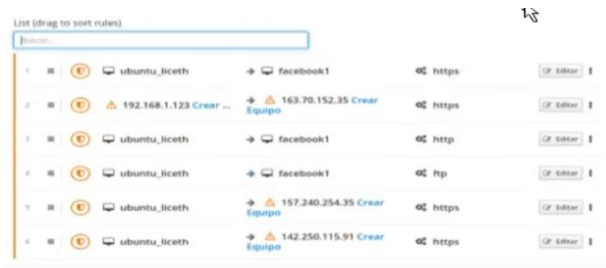 List (drag to sort rules)
Buscar...
1 ubuntu_liceth facebook1 https Editar
2 192.168.1.123 Crear ... 163.70.152.35 Crear Equipo https Editar
3 ubuntu_liceth facebook1 http Editar
4 ubuntu_liceth facebook1 ftp Editar
5 ubuntu_liceth 157.240.254.35 Crear Equipo https Editar
6 ubuntu_liceth 142.250.115.91 Crear Equipo https Editar